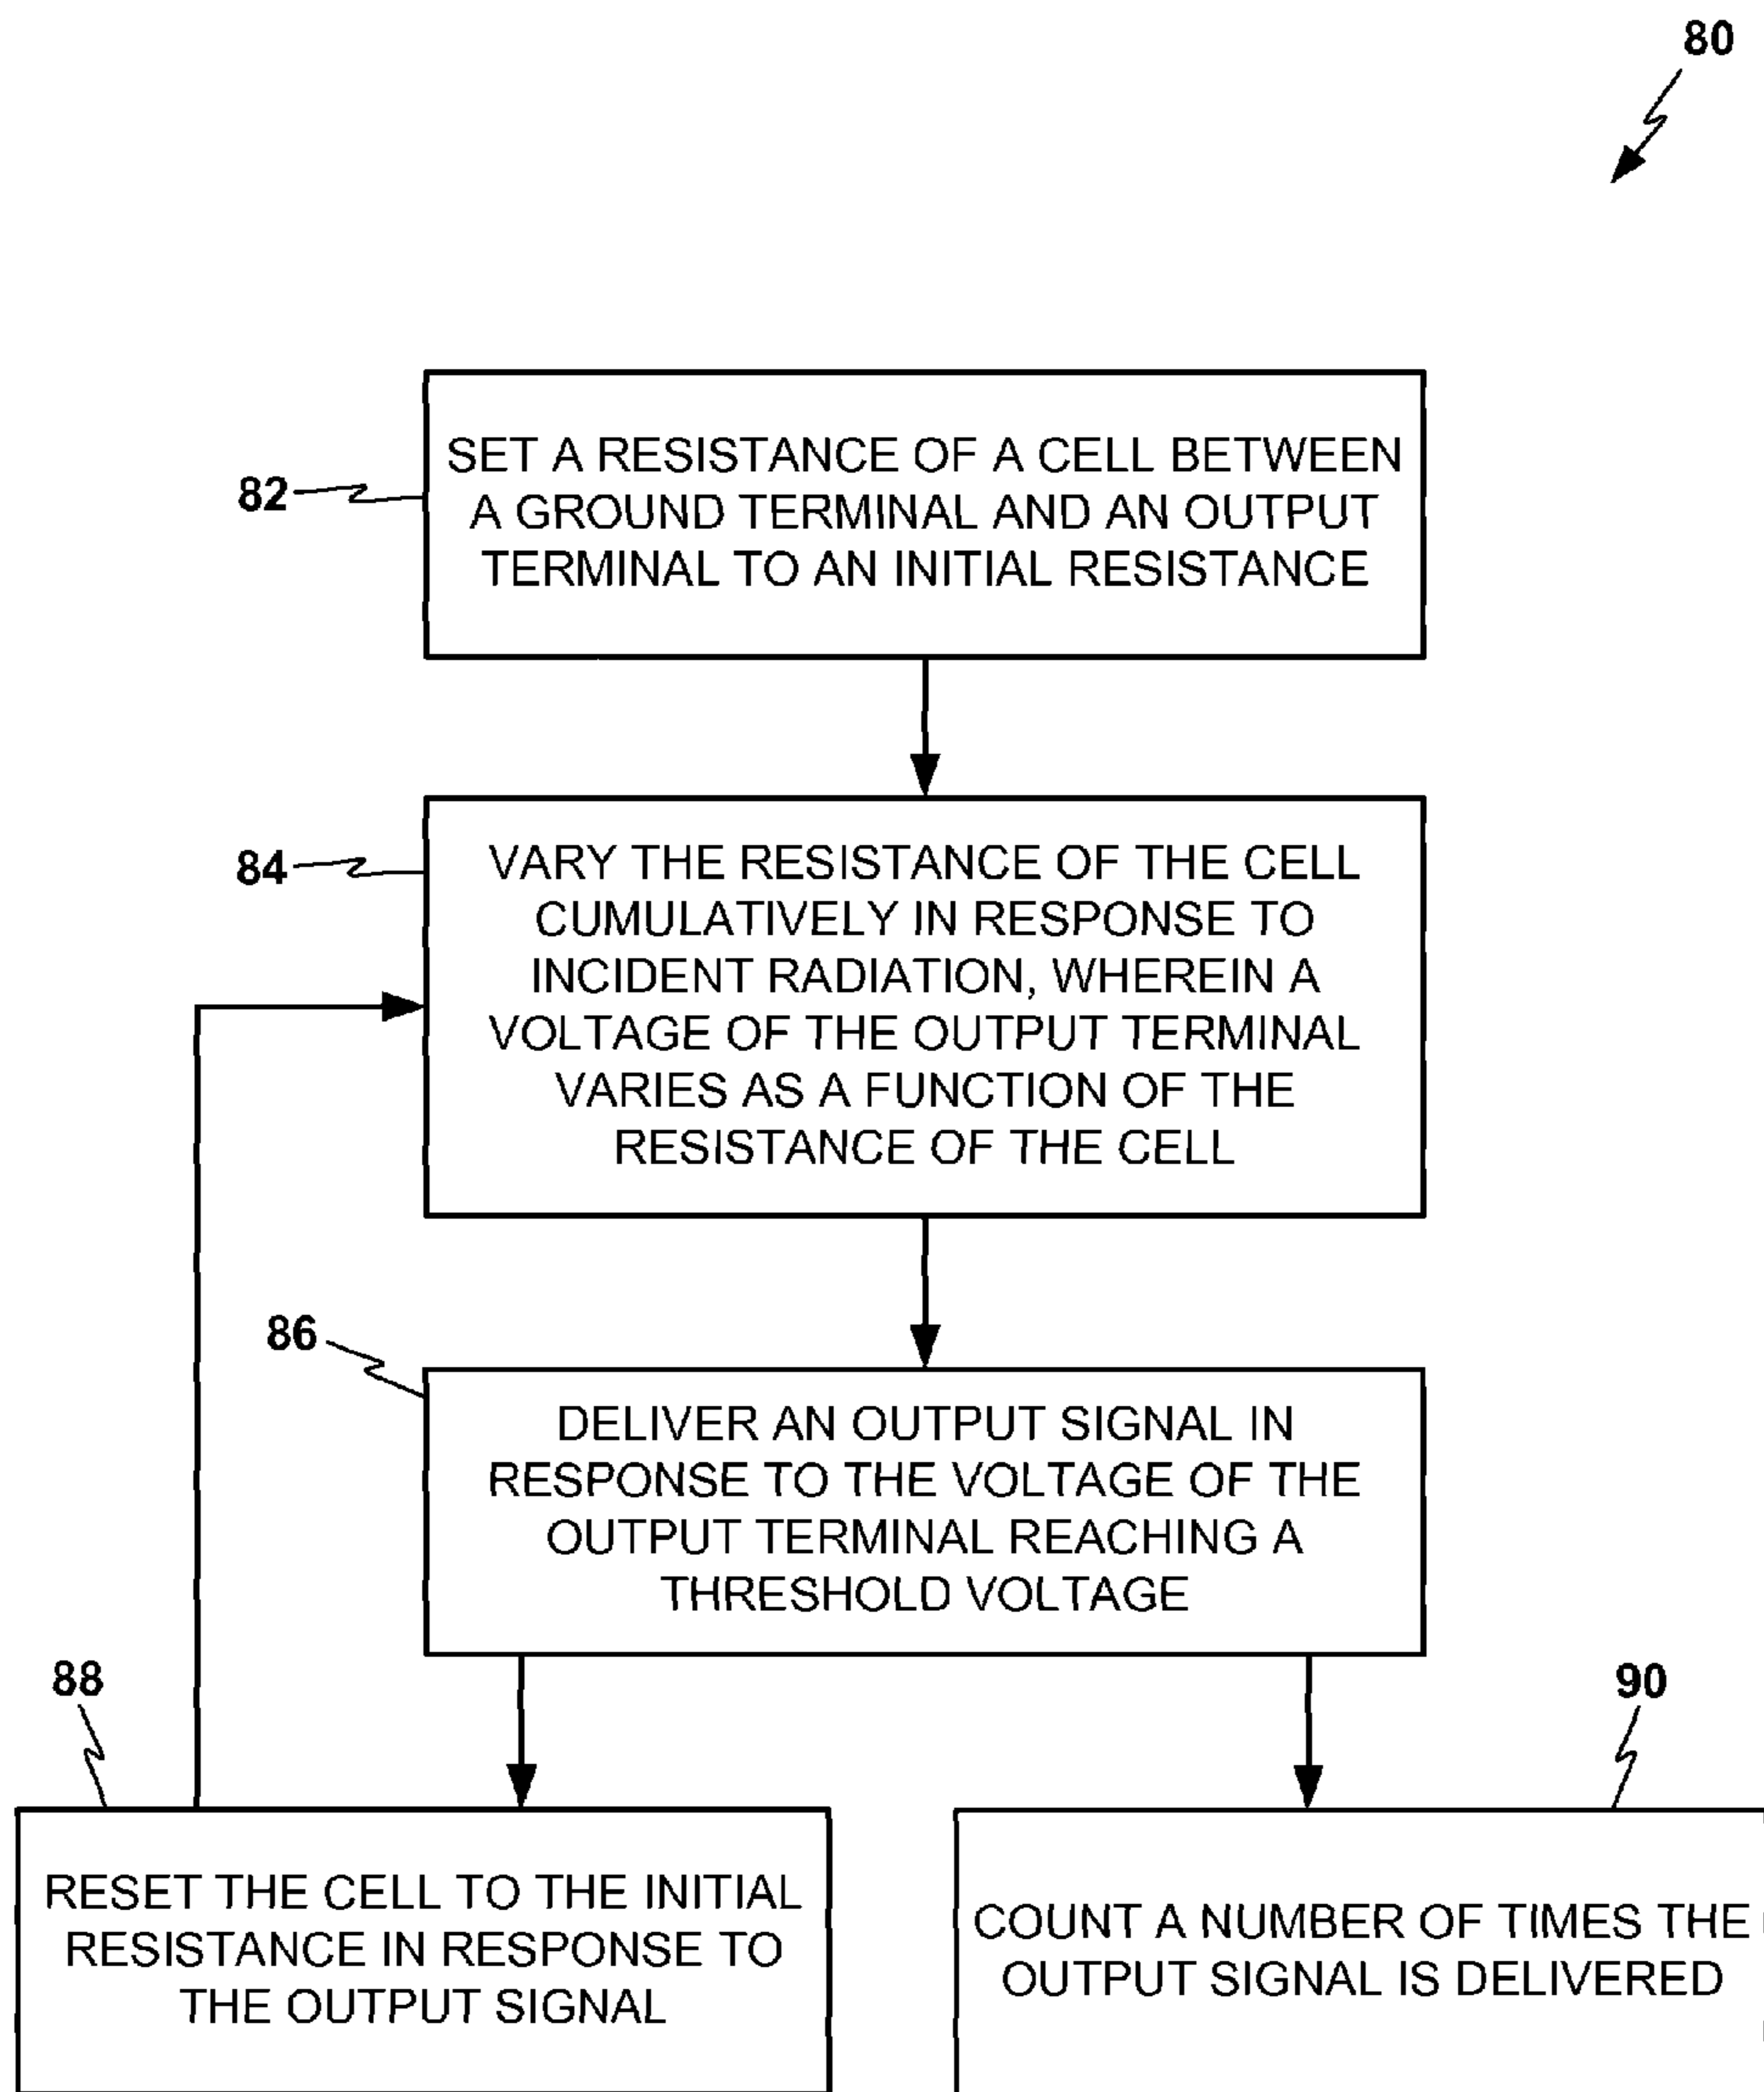 80
82
SET A RESISTANCE OF A CELL BETWEEN
A GROUND TERMINAL AND AN OUTPUT
TERMINAL TO AN INITIAL RESISTANCE
84
VARY THE RESISTANCE OF THE CELL
CUMULATIVELY IN RESPONSE TO
INCIDENT RADIATION, WHEREIN A
VOLTAGE OF THE OUTPUT TERMINAL
VARIES AS A FUNCTION OF THE
RESISTANCE OF THE CELL
86
DELIVER AN OUTPUT SIGNAL IN
RESPONSE TO THE VOLTAGE OF THE
OUTPUT TERMINAL REACHING A
THRESHOLD VOLTAGE
88
RESET THE CELL TO THE INITIAL
RESISTANCE IN RESPONSE TO
THE OUTPUT SIGNAL
90
COUNT A NUMBER OF TIMES THE
OUTPUT SIGNAL IS DELIVERED